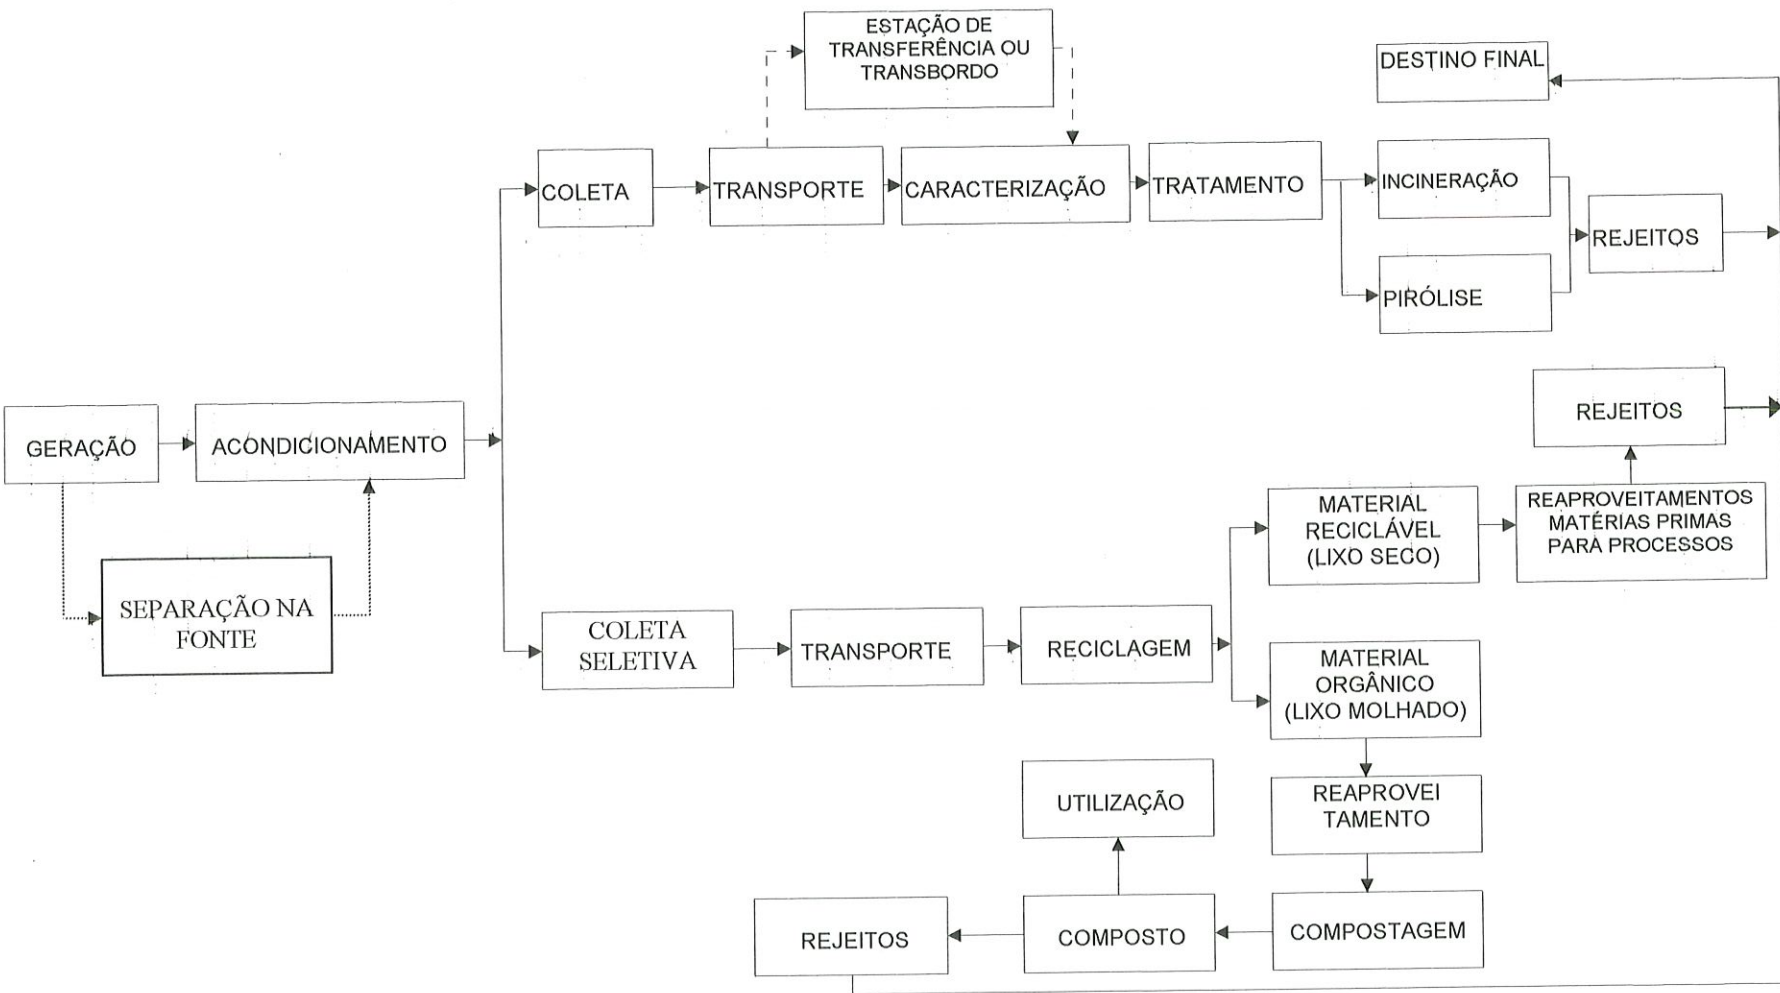 ESTAÇÃO DE
TRANSFERÊNCIA OU
TRANSBORDO
DESTINO FINAL
COLETA
TRANSPORTE
CARACTERIZAÇÃO
TRATAMENTO
INCINERAÇÃO
REJEITOS
PIRÓLISE
REJEITOS
GERAÇÃO
ACONDICIONAMENTO
SEPARAÇÃO NA
FONTE
MATERIAL
RECICLÁVEL
(LIXO SECO)
REAPROVEITAMENTOS
MATÉRIAS PRIMAS
PARA PROCESSOS
COLETA
SELETIVA
TRANSPORTE
RECICLAGEM
MATERIAL
ORGÂNICO
(LIXO MOLHADO)
UTILIZAÇÃO
REAPROVEI
TAMENTO
REJEITOS
COMPOSTO
COMPOSTAGEM